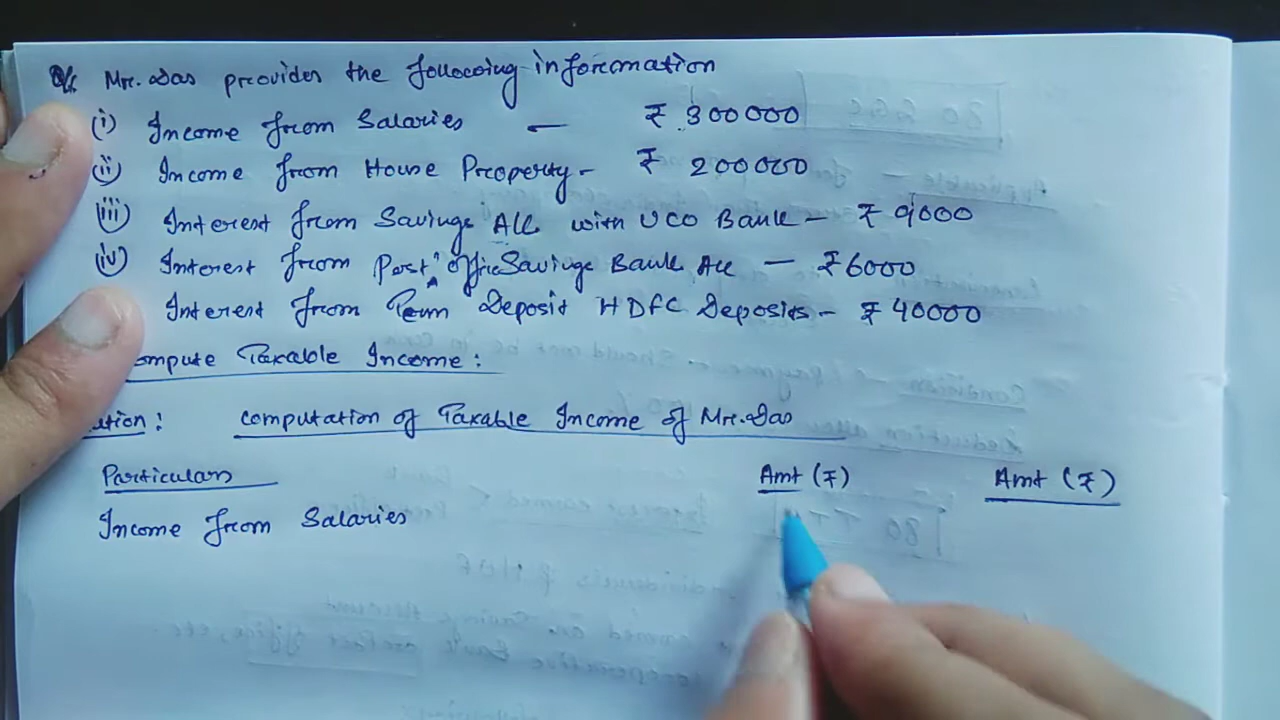 Q/. Mr. Das provides the following information
(i) Income from Salaries — ₹ 300000
(ii) Income from House Property - ₹ 200000
(iii) Interest from Savings A/c with UCO Bank - ₹ 9000
(iv) Interest from Post Office Savings Bank A/c — ₹6000
Interest from Term Deposit HDFC Deposits - ₹ 40000
ompute Taxable Income:
ution: Computation of Taxable Income of Mr. Das
Particulars Amt (₹) Amt (₹)
Income from Salaries